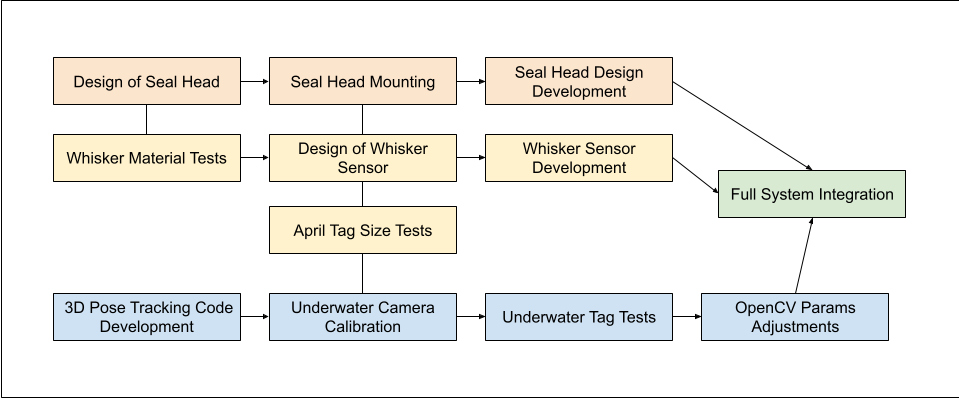 Design of Seal Head
Seal Head Mounting
Seal Head Design
Development
Whisker Material Tests
Design of Whisker
Sensor
Whisker Sensor
Development
Full System Integration
April Tag Size Tests
3D Pose Tracking Code
Development
Underwater Camera
Calibration
Underwater Tag Tests
OpenCV Params
Adjustments